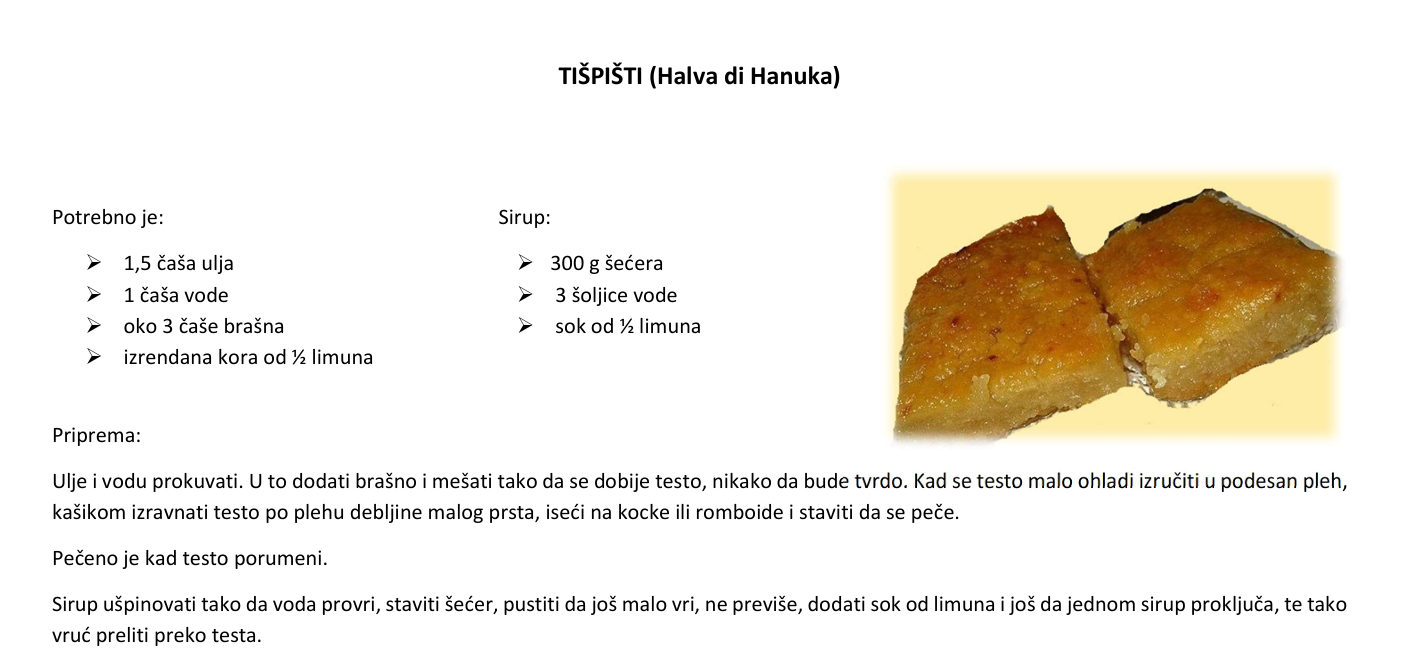 TIŠPIŠTI (Halva di Hanuka)
Potrebno je:
➢ 1,5 čaša ulja
➢ 1 čaša vode
➢ oko 3 čaše brašna
➢ izrendana kora od ½ limuna
Sirup:
➢ 300 g šećera
➢ 3 šoljice vode
➢ sok od ½ limuna
Priprema:
Ulje i vodu prokuvati. U to dodati brašno i mešati tako da se dobije testo, nikako da bude tvrdo. Kad se testo malo ohladi izručiti u podesan pleh,
kašikom izravnati testo po plehu debljine malog prsta, iseći na kocke ili romboide i staviti da se peče.
Pečeno je kad testo porumeni.
Sirup ušpinovati tako da voda provri, staviti šećer, pustiti da još malo vri, ne previše, dodati sok od limuna i još da jednom sirup proključa, te tako
vruć preliti preko testa.